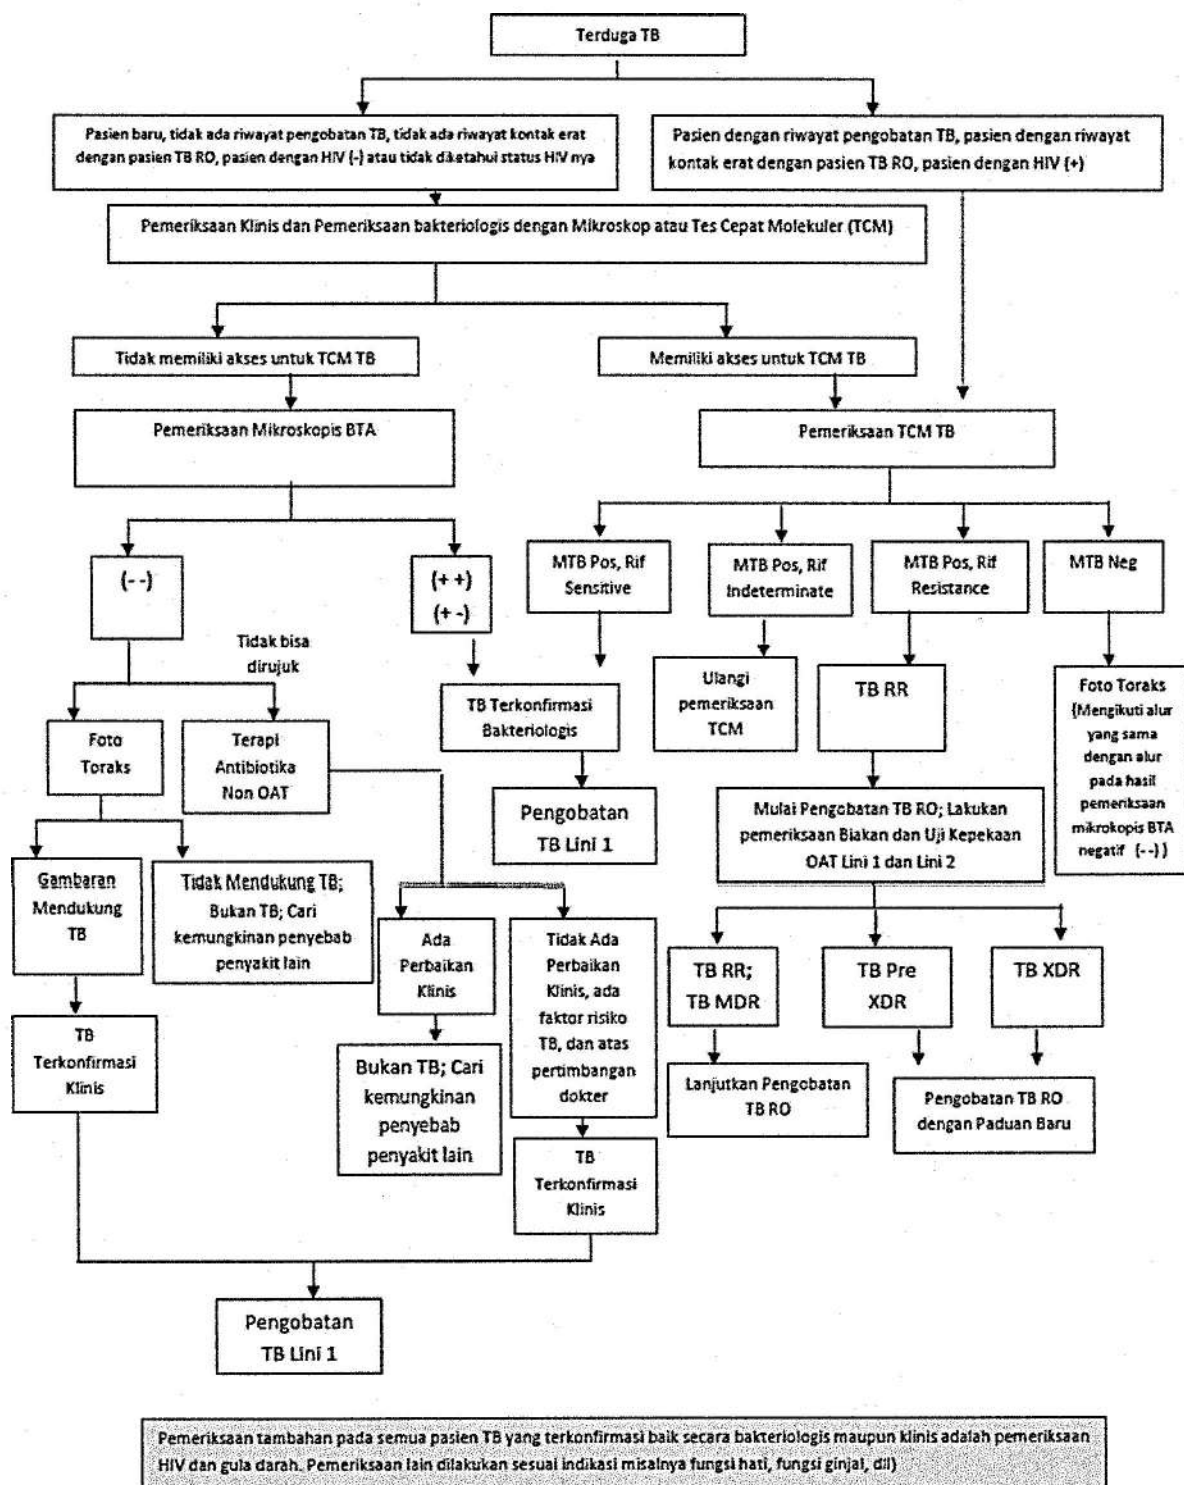 Terduga TB
Pasien baru, tidak ada riwayat pengobatan TB, tidak ada riwayat kontak erat
dengan pasien TB RO, pasien dengan HIV (-) atau tidak diketahui status HIV nya
Pasien dengan riwayat pengobatan TB, pasien dengan riwayat
kontak erat dengan pasien TB RO, pasien dengan HIV (+)
Pemeriksaan Klinis dan Pemeriksaan bakteriologis dengan Mikroskop atau Tes Cepat Molekuler (TCM)
Tidak memiliki akses untuk TCM TB
Memiliki akses untuk TCM TB
Pemeriksaan Mikroskopis BTA
Pemeriksaan TCM TB
(- -)
(+ +)
(+ -)
MTB Pos, Rif
Sensitive
MTB Pos, Rif
Indeterminate
MTB Pos, Rif
Resistance
MTB Neg
Tidak bisa
dirujuk
Foto
Toraks
Terapi
Antibiotika
Non OAT
TB Terkonfirmasi
Bakteriologis
Ulangi
pemeriksaan
TCM
TB RR
Foto Toraks
(Mengikuti alur
yang sama
dengan alur
pada hasil
pemeriksaan
mikrokopis BTA
negatif (- -) )
Pengobatan
TB Lini 1
Mulai Pengobatan TB RO; Lakukan
pemeriksaan Biakan dan Uji Kepekaan
OAT Lini 1 dan Lini 2
Gambaran
Mendukung
TB
Tidak Mendukung TB;
Bukan TB; Cari
kemungkinan penyebab
penyakit lain
Ada
Perbaikan
Klinis
Tidak Ada
Perbaikan
Klinis, ada
faktor risiko
TB, dan atas
pertimbangan
dokter
TB RR;
TB MDR
TB Pre
XDR
TB XDR
TB
Terkonfirmasi
Klinis
Bukan TB; Cari
kemungkinan
penyebab
penyakit lain
Lanjutkan Pengobatan
TB RO
Pengobatan TB RO
dengan Paduan Baru
TB
Terkonfirmasi
Klinis
Pengobatan
TB Lini 1
Pemeriksaan tambahan pada semua pasien TB yang terkonfirmasi baik secara bakteriologis maupun klinis adalah pemeriksaan
HIV dan gula darah. Pemeriksaan lain dilakukan sesuai indikasi misalnya fungsi hati, fungsi ginjal, dll)